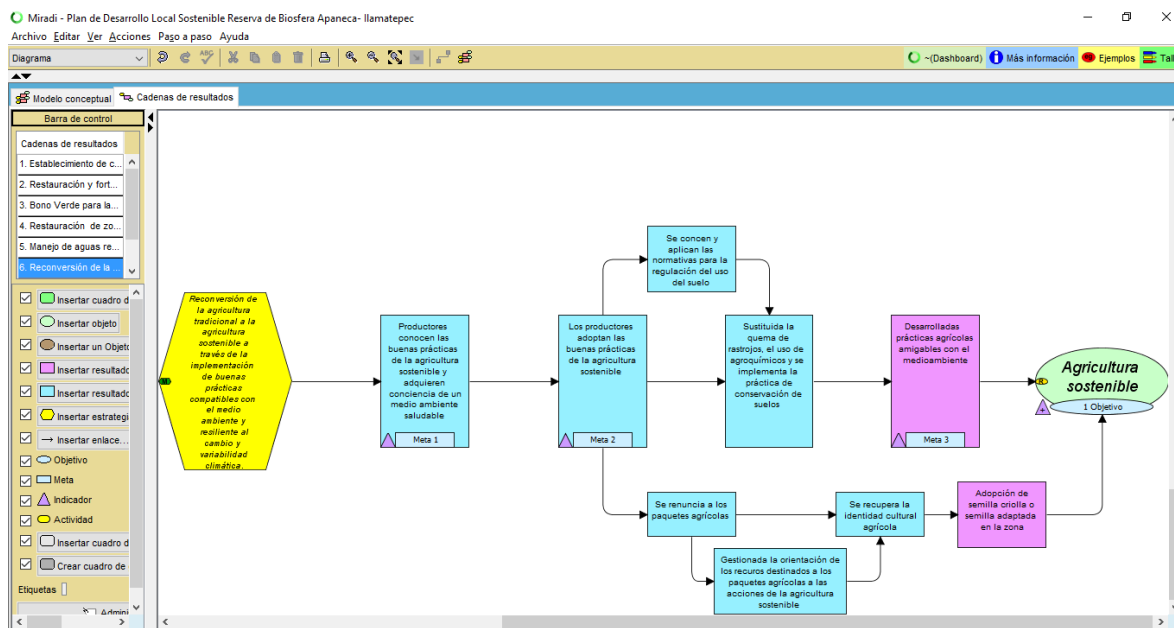 Miradi - Plan de Desarrollo Local Sostenible Reserva de Biosfera Apaneca- Ilamatepec
Archivo Editar Ver Acciones Paso a paso Ayuda
Diagrama
~(Dashboard) Más información Ejemplos Tall
Modelo conceptual Cadenas de resultados
Barra de control
Cadenas de resultados
1. Establecimiento de c...
2. Restauración y fort...
3. Bono Verde para la...
4. Restauración de zo...
5. Manejo de aguas re...
6. Reconversión de la ...
Insertar cuadro d
Insertar objeto
Insertar un Objeto
Insertar resultado
Insertar resultado
Insertar estrategi
Insertar enlace...
Objetivo
Meta
Indicador
Actividad
Insertar cuadro d
Crear cuadro de
Etiquetas
Admini
Reconversión de
la agricultura
tradicional a la
agricultura
sostenible a
través de la
implementación
de buenas
prácticas
compatibles con
el medio
ambiente y
resiliente al
cambio y
variabilidad
climática.
Productores
conocen las
buenas prácticas
de la agricultura
sostenible y
adquieren
conciencia de un
medio ambiente
saludable
Meta 1
Los productores
adoptan las
buenas prácticas
de la agricultura
sostenible
Meta 2
Se concen y
aplican las
normativas para la
regulación del uso
del suelo
Sustituida la
quema de
rastrojos, el uso de
agroquímicos y se
implementa la
práctica de
conservación de
suelos
Desarrolladas
prácticas agrícolas
amigables con el
medioambiente
Meta 3
Agricultura
sostenible
1 Objetivo
Se renuncia a los
paquetes agrícolas
Se recupera la
identidad cultural
agrícola
Adopción de
semilla criolla o
semilla adaptada
en la zona
Gestionada la orientación de
los recuros destinados a los
paquetes agrícolas a las
acciones de la agricultura
sostenible